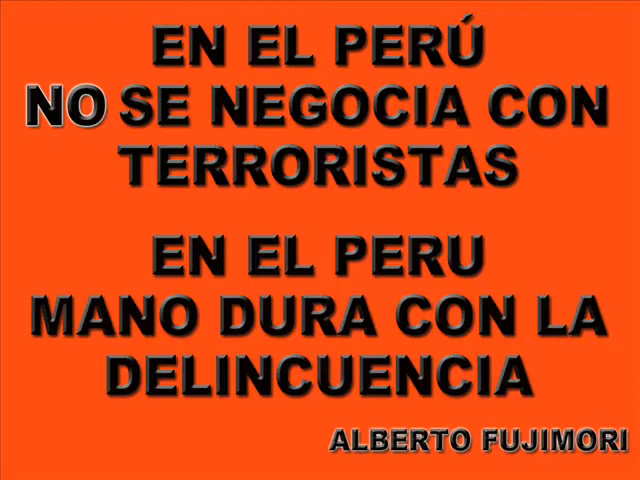 EN EL PERÚ
NO SE NEGOCIA CON
TERRORISTAS
EN EL PERU
MANO DURA CON LA
DELINCUENCIA
ALBERTO FUJIMORI